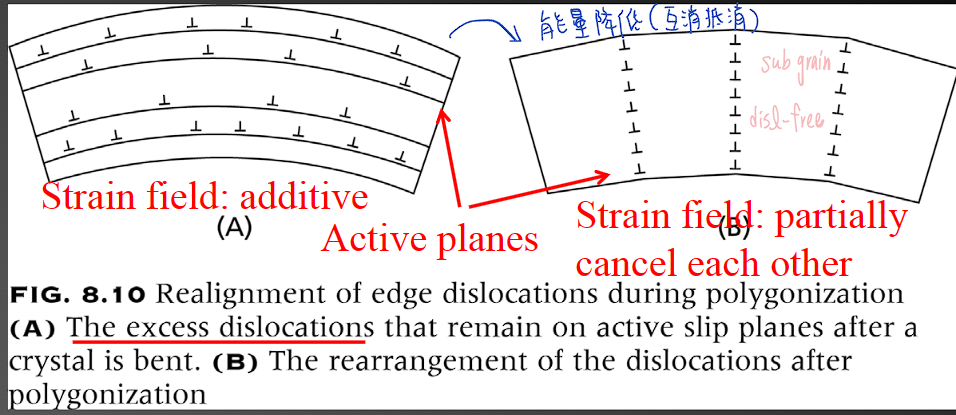 能量降低(互消抵消)
sub grain
disl-free
Strain field: additive
(A)
Active planes
Strain field: partially
(B)
cancel each other
FIG. 8.10 Realignment of edge dislocations during polygonization
(A) The excess dislocations that remain on active slip planes after a
crystal is bent. (B) The rearrangement of the dislocations after
polygonization